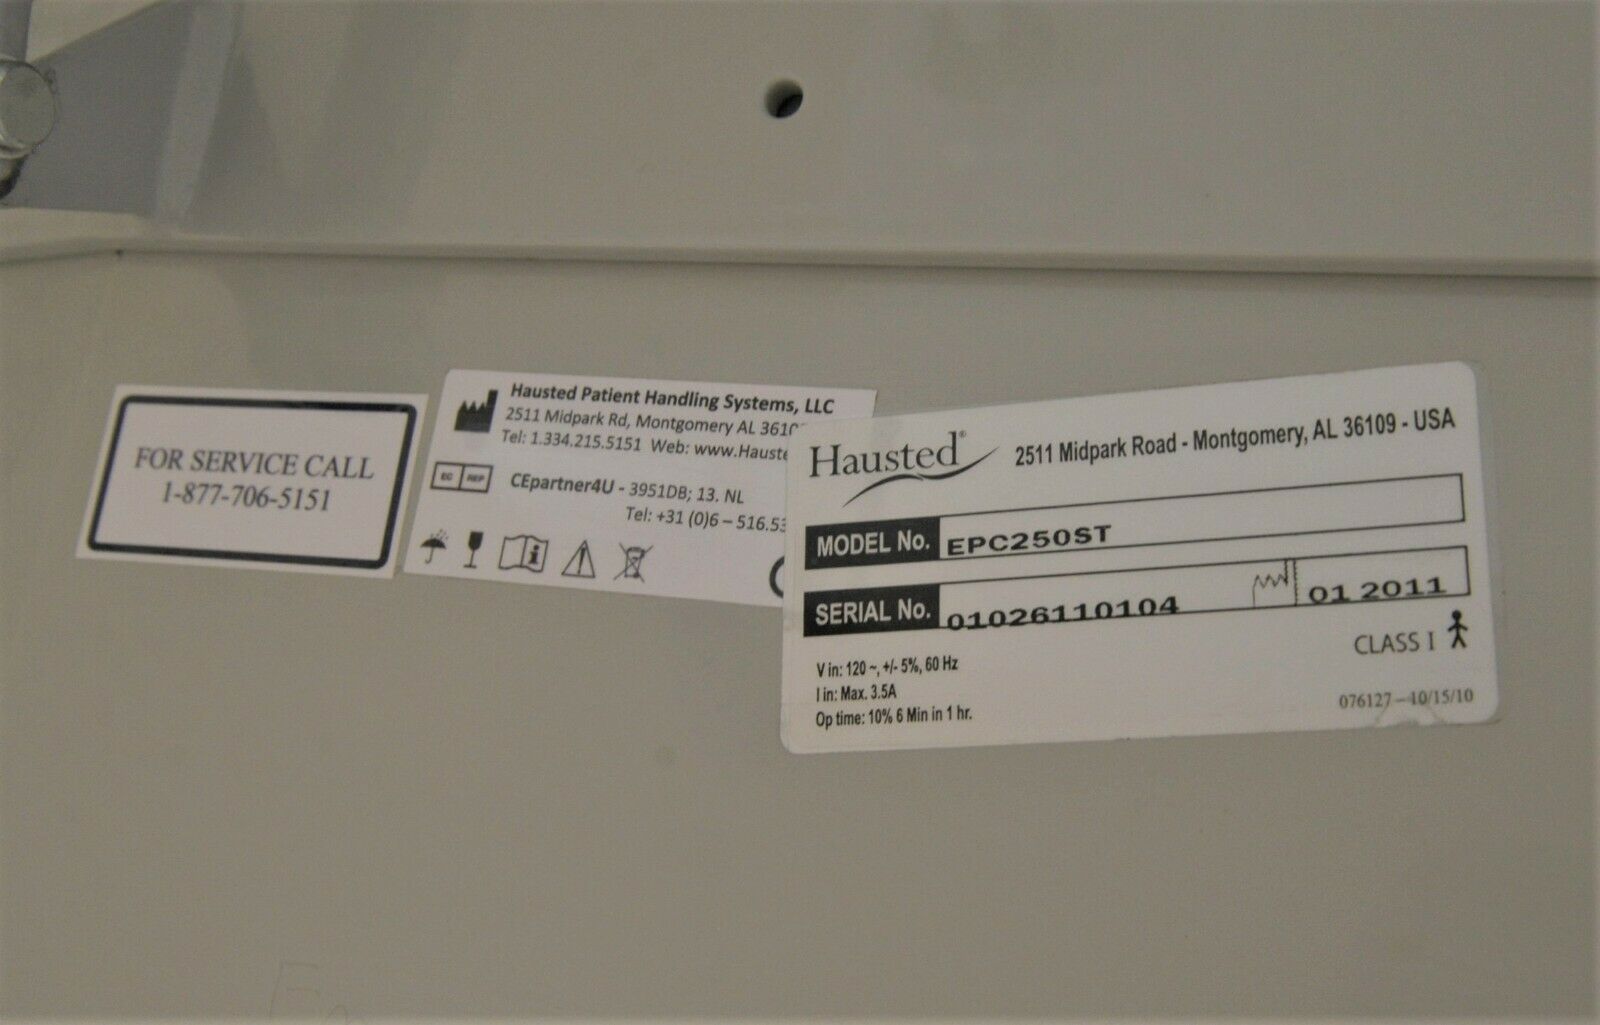 FOR SERVICE CALL
1-877-706-5151
Hausted Patient Handling Systems, LLC
2511 Midpark Rd, Montgomery AL
Tel: 1.334.215.5151 Web:
EC REP
CEpartner4U - 3951DB; 13. NL
Tel: +31 (0)6 – 516.53
Hausted®
2511 Midpark Road - Montgomery, AL 36109 - USA
MODEL No. EPC250ST
SERIAL No. 01026110104 01 2011
CLASS I
V in: 120 ~, +/- 5%, 60 Hz
I in: Max. 3.5A
Op time: 10% 6 Min in 1 hr.
076127 – 10/15/10